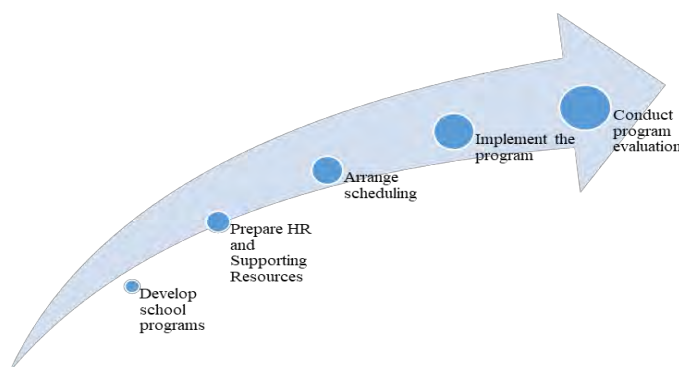 Develop
school
programs
Prepare HR
and
Supporting
Resources
Arrange
scheduling
Implement the
program
Conduct
program
evaluation